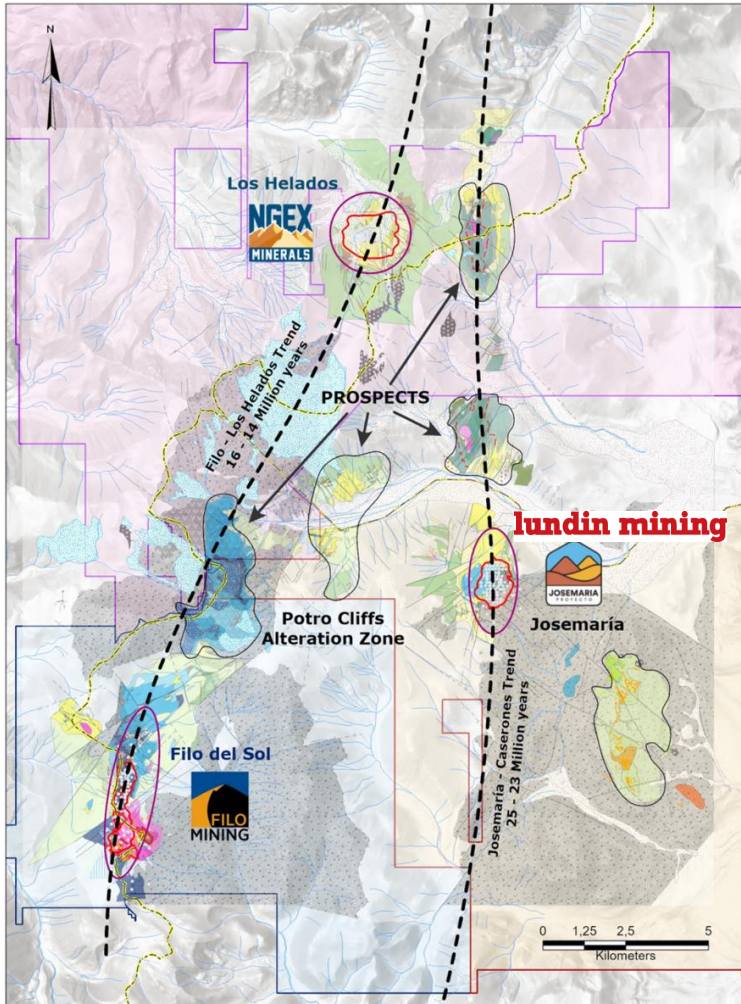 N
Los Helados
NGEX
MINERALS
Filo - Los Helados Trend
16 - 14 Million years
PROSPECTS
lundin mining
JOSEMARIA
PROYECTO
Josemaría
Potro Cliffs
Alteration Zone
Filo del Sol
FILO
MINING
Josemaría - Caserones Trend
25 - 23 Million years
0 1,25 2,5 5
Kilometers